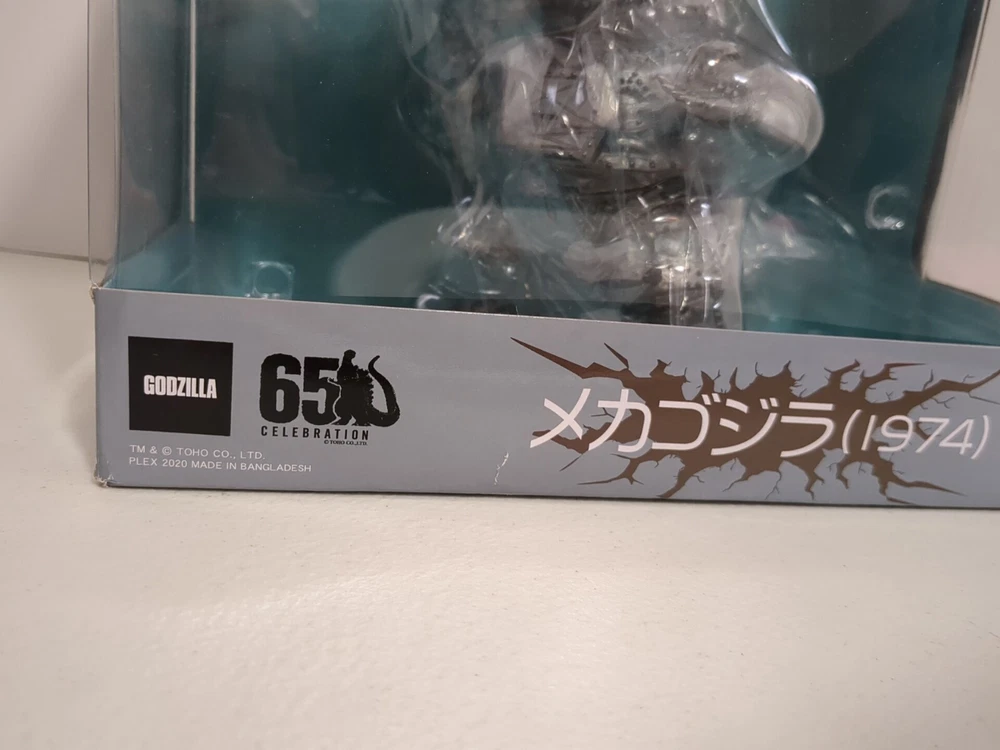 GODZILLA
65
CELEBRATION
© TOHO CO.,LTD.
TM & © TOHO CO., LTD.
PLEX 2020 MADE IN BANGLADESH
メカゴジラ(1974)